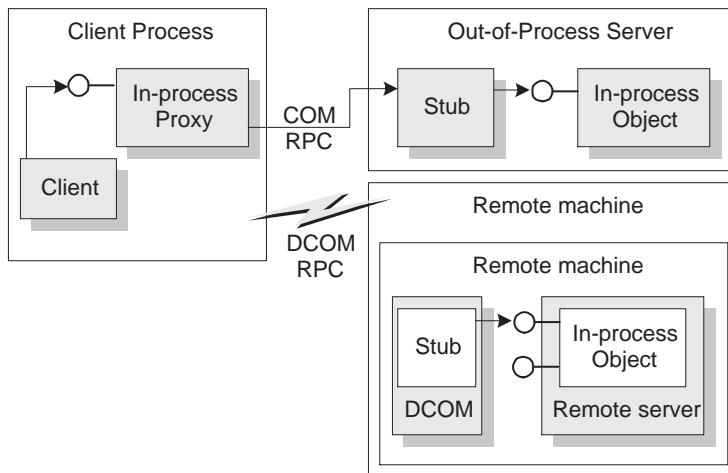 Client Process
In-process
Proxy
Client
COM
RPC
Out-of-Process Server
Stub
In-process
Object
DCOM
RPC
Remote machine
Remote machine
Stub
DCOM
In-process
Object
Remote server